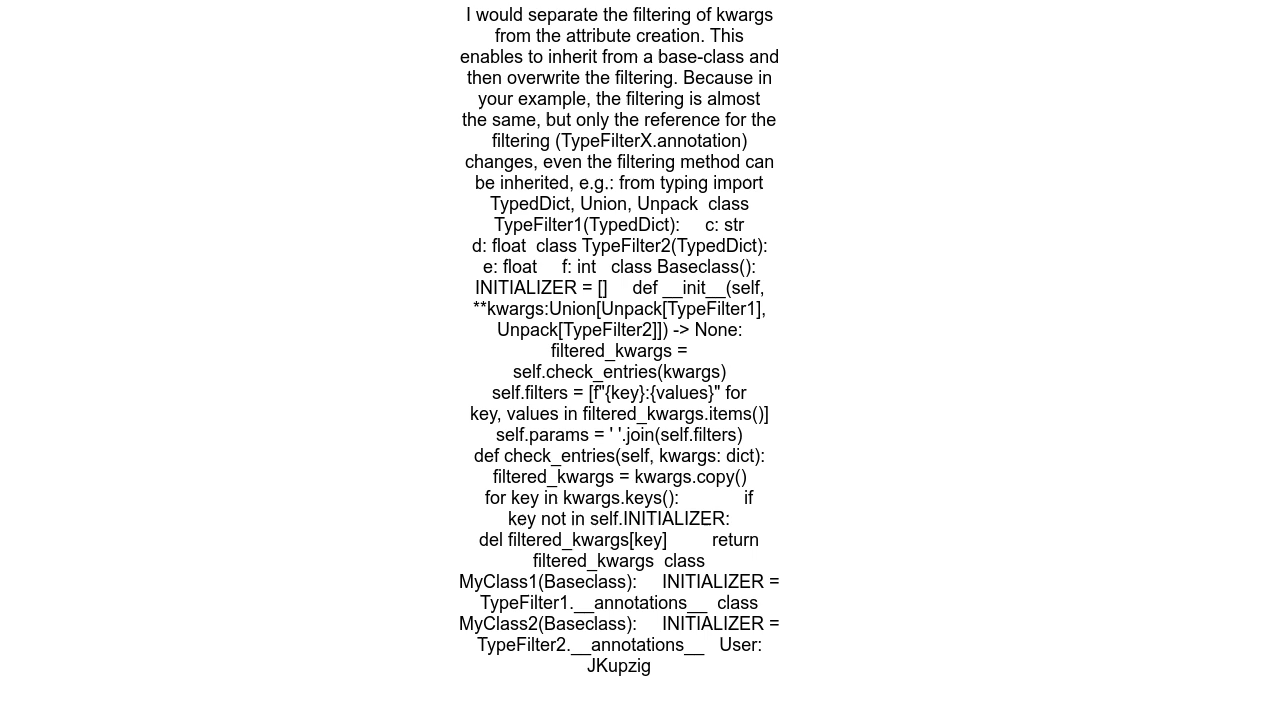 I would separate the filtering of kwargs
from the attribute creation. This
enables to inherit from a base-class and
then overwrite the filtering. Because in
your example, the filtering is almost
the same, but only the reference for the
filtering (TypeFilterX.annotation)
changes, even the filtering method can
be inherited, e.g.: from typing import
TypedDict, Union, Unpack  class
TypeFilter1(TypedDict):     c: str
d: float  class TypeFilter2(TypedDict):
e: float     f: int   class Baseclass():
INITIALIZER = []     def __init__(self,
**kwargs:Union[Unpack[TypeFilter1],
Unpack[TypeFilter2]]) -> None:
filtered_kwargs =
self.check_entries(kwargs)
self.filters = [f"{key}:{values}" for
key, values in filtered_kwargs.items()]
self.params = ' '.join(self.filters)
def check_entries(self, kwargs: dict):
filtered_kwargs = kwargs.copy()
for key in kwargs.keys():             if
key not in self.INITIALIZER:
del filtered_kwargs[key]         return
filtered_kwargs  class
MyClass1(Baseclass):     INITIALIZER =
TypeFilter1.__annotations__  class
MyClass2(Baseclass):     INITIALIZER =
TypeFilter2.__annotations__   User:
JKupzig